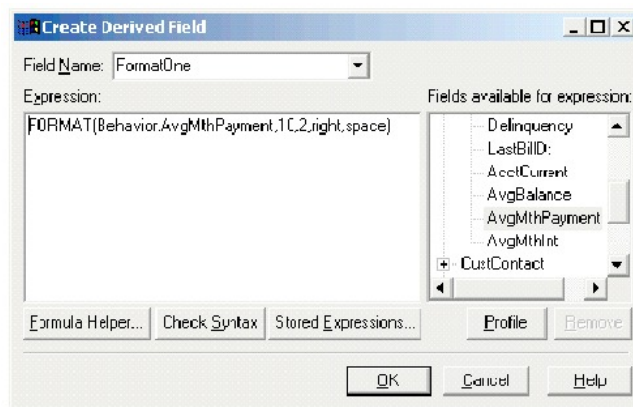 Create Derived Field
Field Name: FormatOne
Expression:
Fields available for expression:
FORMAT(Behavior.AvgMthPayment,10,2,right,space)
Delinquency
LastBillD:
AcctCurrent
AvgBalance
AvgMthPayment
AvgMthInt
CustContact
Formula Helper... Check Syntax Stored Expressions... Profile Remove
OK Cancel Help